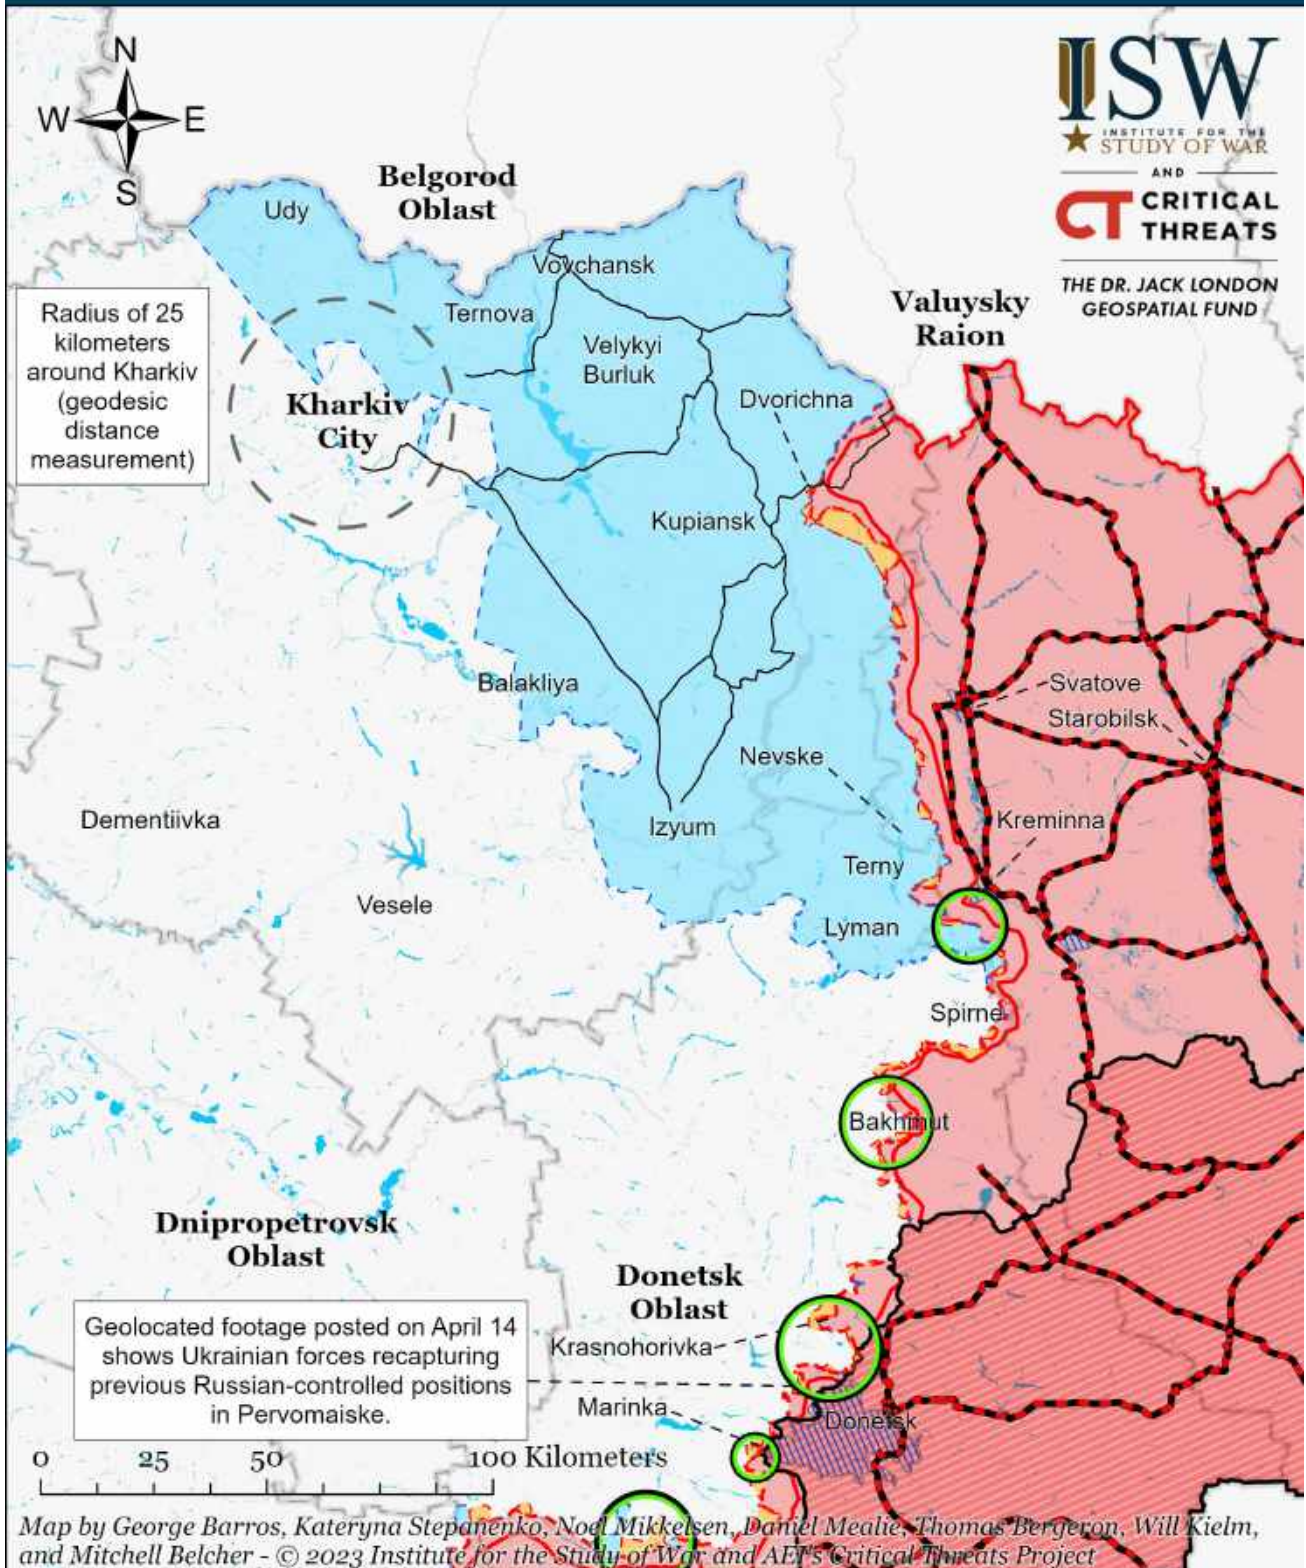 N
W E
S
ISW
INSTITUTE FOR THE
STUDY OF WAR
AND
CT CRITICAL
THREATS
THE DR. JACK LONDON
GEOSPATIAL FUND
Belgorod
Oblast
Udy
Vovchansk
Ternova
Valuysky
Raion
Radius of 25
kilometers
around Kharkiv
(geodesic
distance
measurement)
Velykyi
Burluk
Kharkiv
City
Dvorichna
Kupiansk
Balakliya
Svatove
Starobilsk
Nevske
Dementiivka
Izyum
Kreminna
Terny
Vesele
Lyman
Spirne
Bakhmut
Dnipropetrovsk
Oblast
Donetsk
Oblast
Geolocated footage posted on April 14
shows Ukrainian forces recapturing
previous Russian-controlled positions
in Pervomaiske.
Krasnohorivka
Marinka
Donetsk
0 25 50 100 Kilometers
Map by George Barros, Kateryna Stepanenko, Noel Mikkelsen, Daniel Mealie, Thomas Bergeron, Will Kielm,
and Mitchell Belcher - © 2023 Institute for the Study of War and AEI's Critical Threats Project